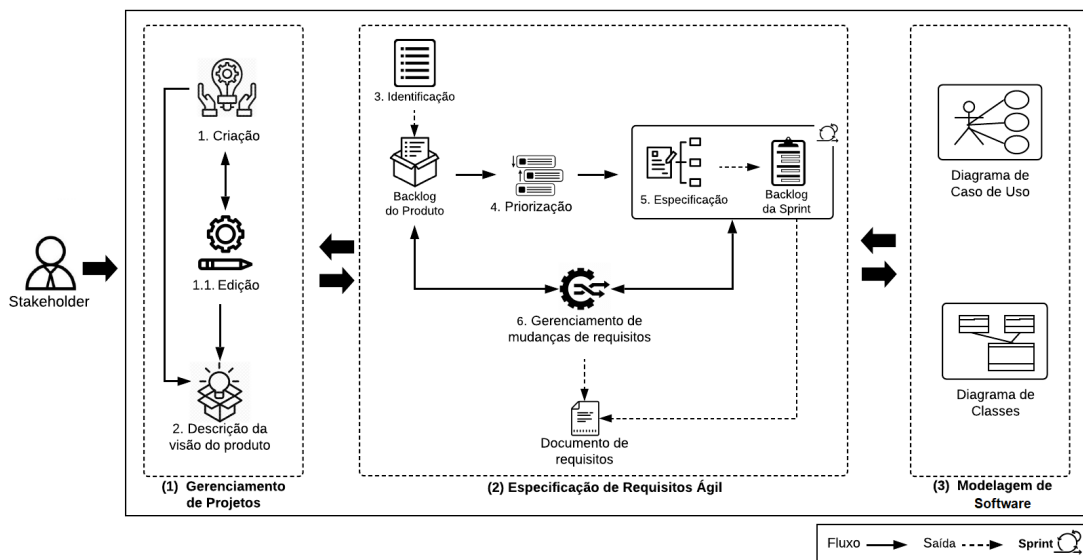 Stakeholder
1. Criação
1.1. Edição
2. Descrição da
visão do produto
(1) Gerenciamento
de Projetos
3. Identificação
Backlog
do Produto
4. Priorização
5. Especificação
Backlog
da Sprint
6. Gerenciamento de
mudanças de requisitos
Documento de
requisitos
(2) Especificação de Requisitos Ágil
Diagrama de
Caso de Uso
Diagrama de
Classes
(3) Modelagem de
Software
Fluxo
Saída
Sprint